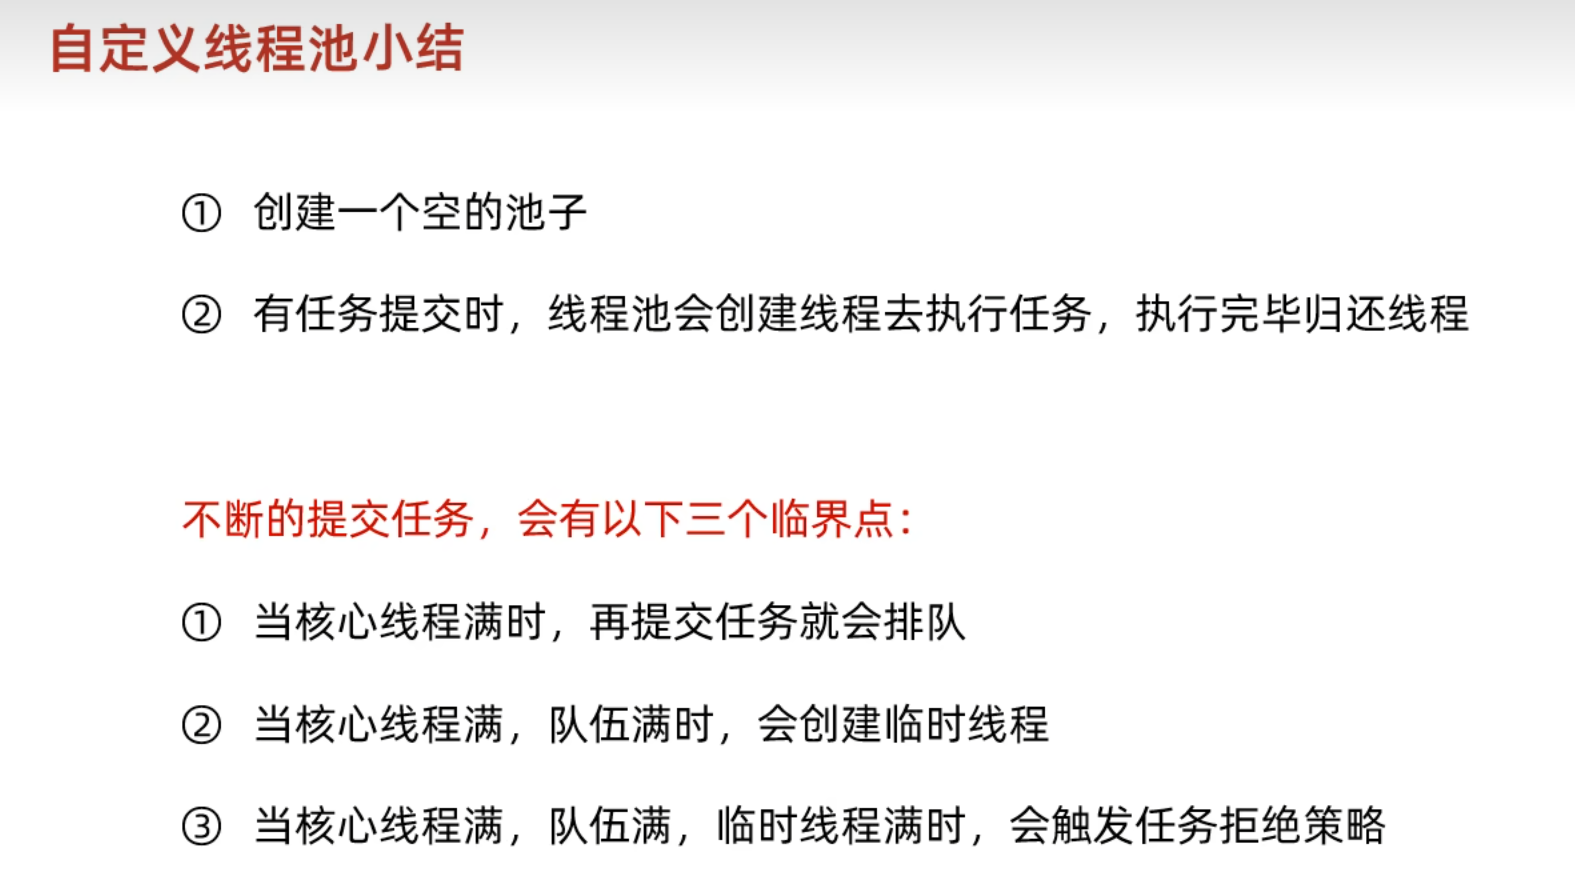 自定义线程池小结
① 创建一个空的池子
② 有任务提交时，线程池会创建线程去执行任务，执行完毕归还线程
不断的提交任务，会有以下三个临界点：
① 当核心线程满时，再提交任务就会排队
② 当核心线程满，队伍满时，会创建临时线程
③ 当核心线程满，队伍满，临时线程满时，会触发任务拒绝策略